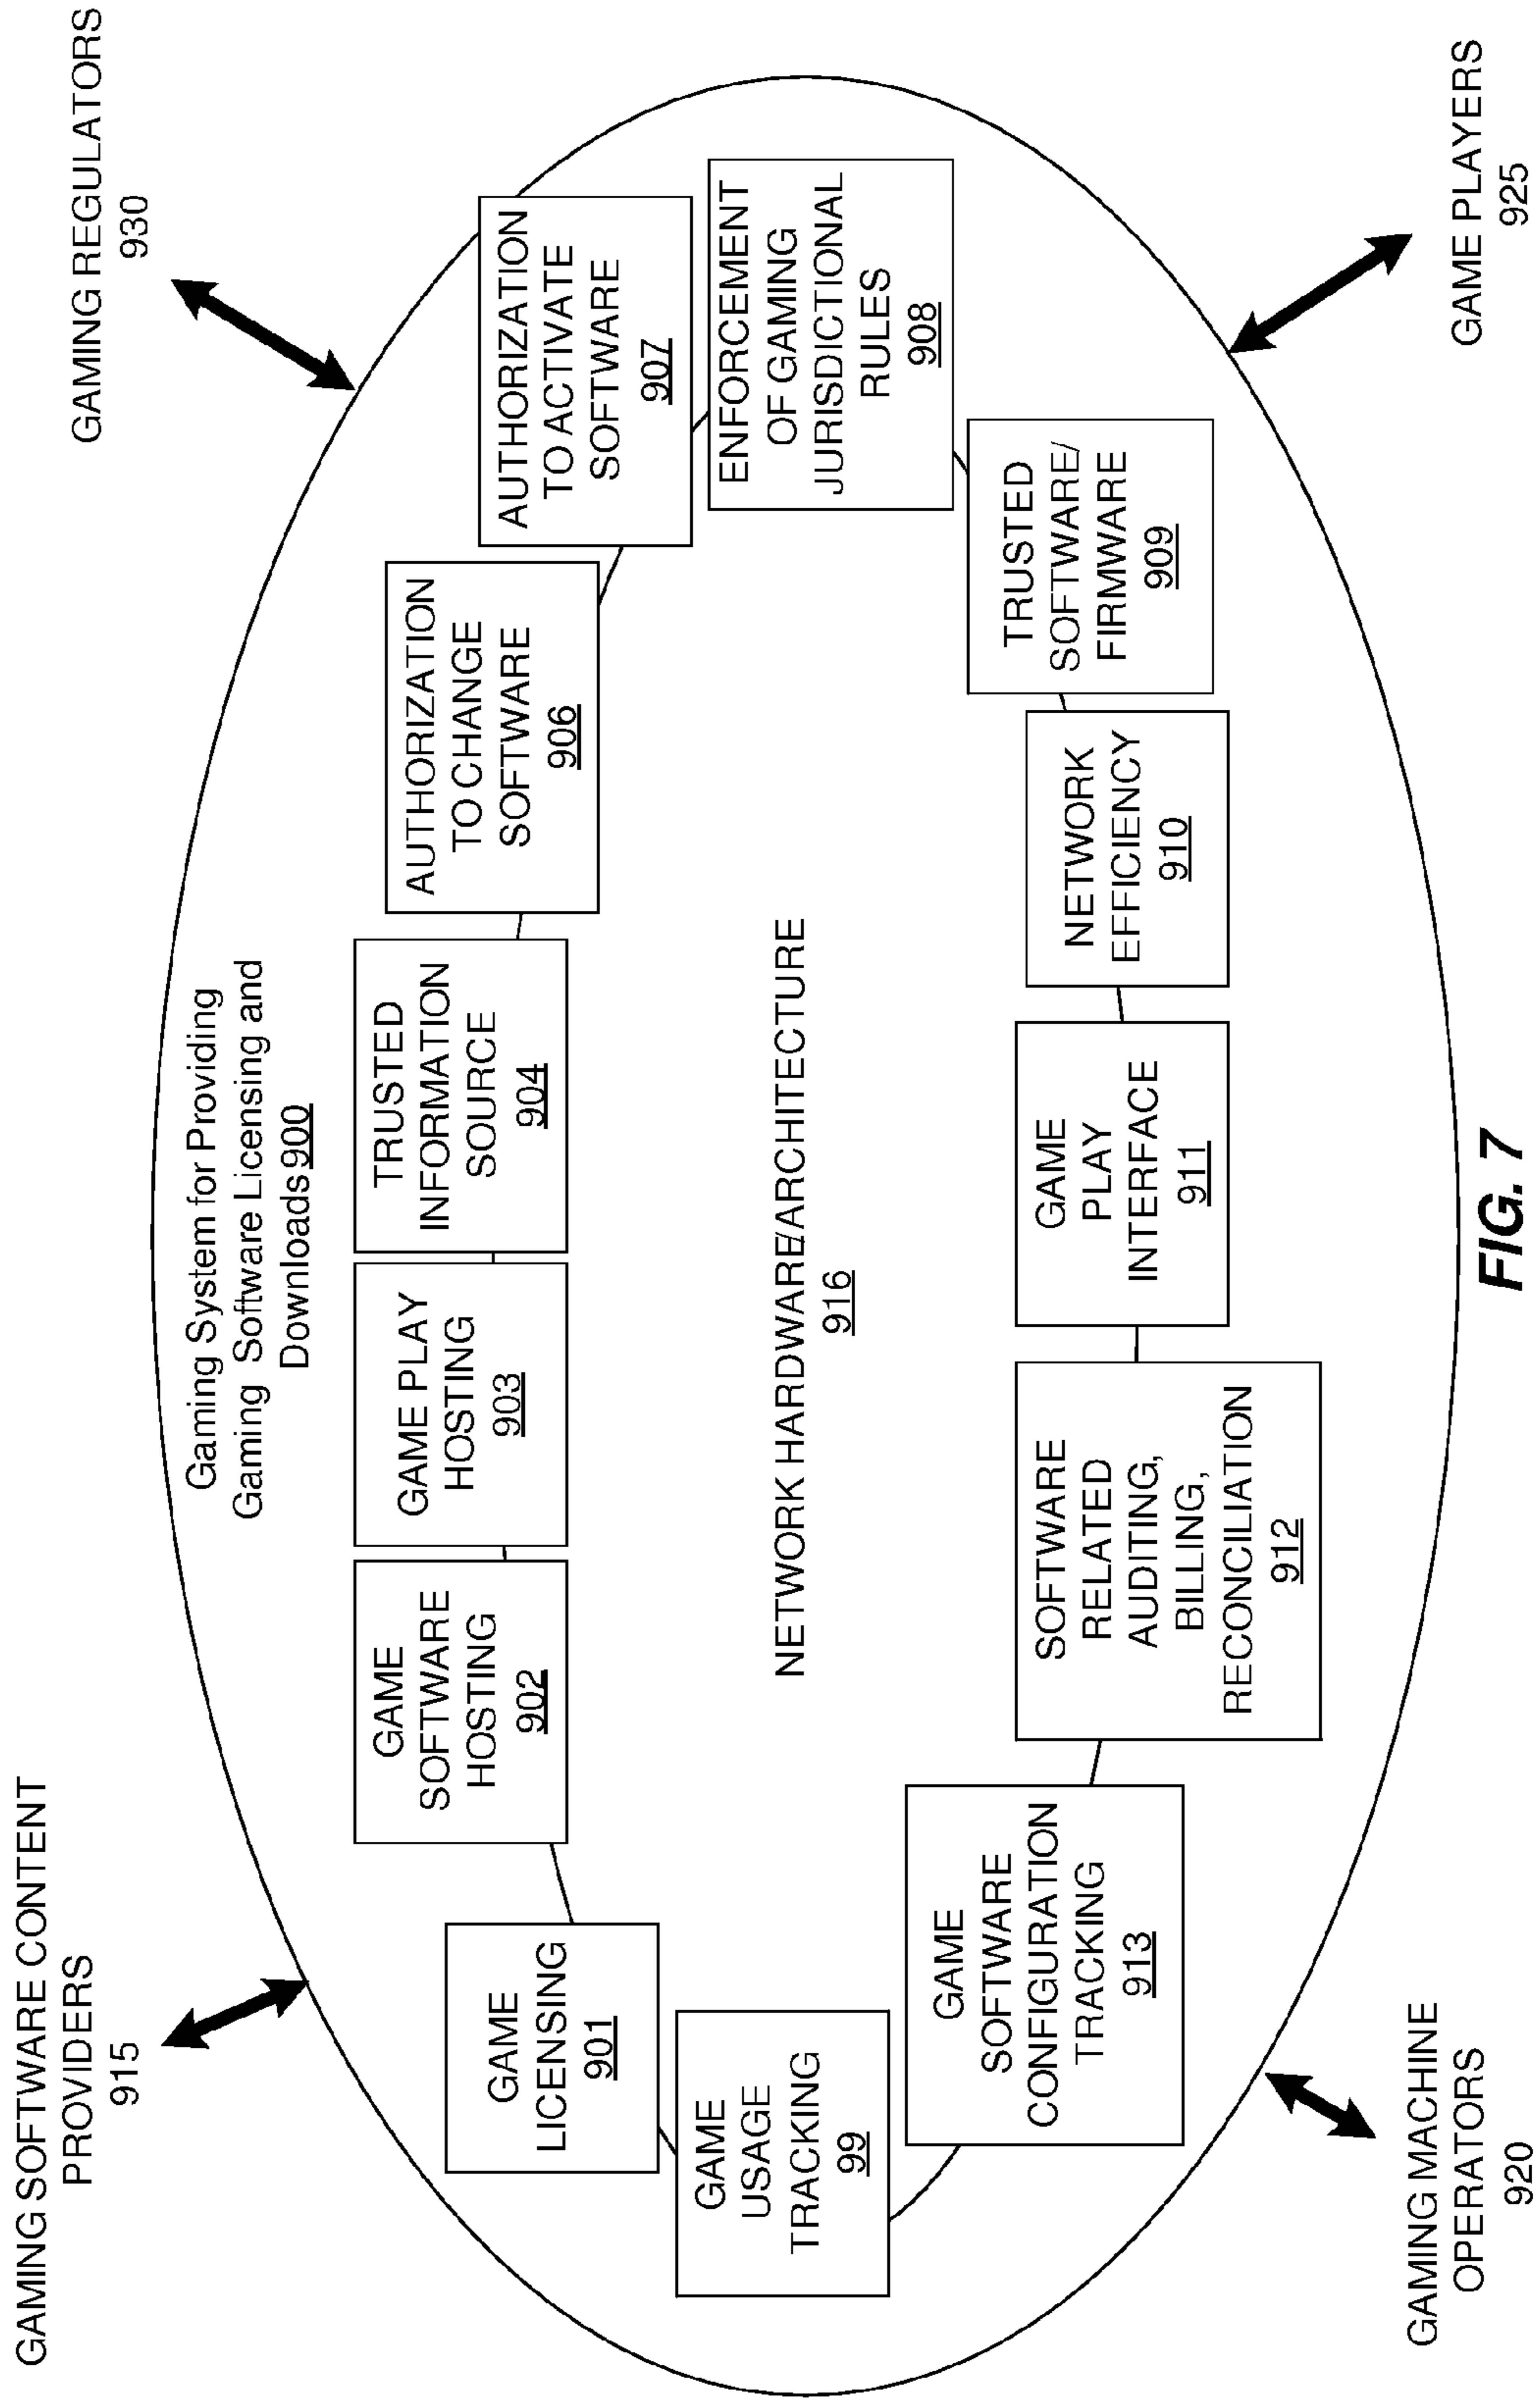 GAMING SOFTWARE CONTENT
PROVIDERS
915
GAMING REGULATORS
930
Gaming System for Providing
Gaming Software Licensing and
Downloads 900
GAME
LICENSING
901
GAME
SOFTWARE
HOSTING
902
GAME PLAY
HOSTING
903
TRUSTED
INFORMATION
SOURCE
904
AUTHORIZATION
TO CHANGE
SOFTWARE
906
AUTHORIZATION
TO ACTIVATE
SOFTWARE
907
ENFORCEMENT
OF GAMING
JURISDICTIONAL
RULES
908
GAME
USAGE
TRACKING
99
NETWORK HARDWARE/ARCHITECTURE
916
GAME
SOFTWARE
CONFIGURATION
TRACKING
913
SOFTWARE
RELATED
AUDITING,
BILLING,
RECONCILIATION
912
GAME
PLAY
INTERFACE
911
NETWORK
EFFICIENCY
910
TRUSTED
SOFTWARE/
FIRMWARE
909
GAMING MACHINE
OPERATORS
920
GAME PLAYERS
925
FIG. 7